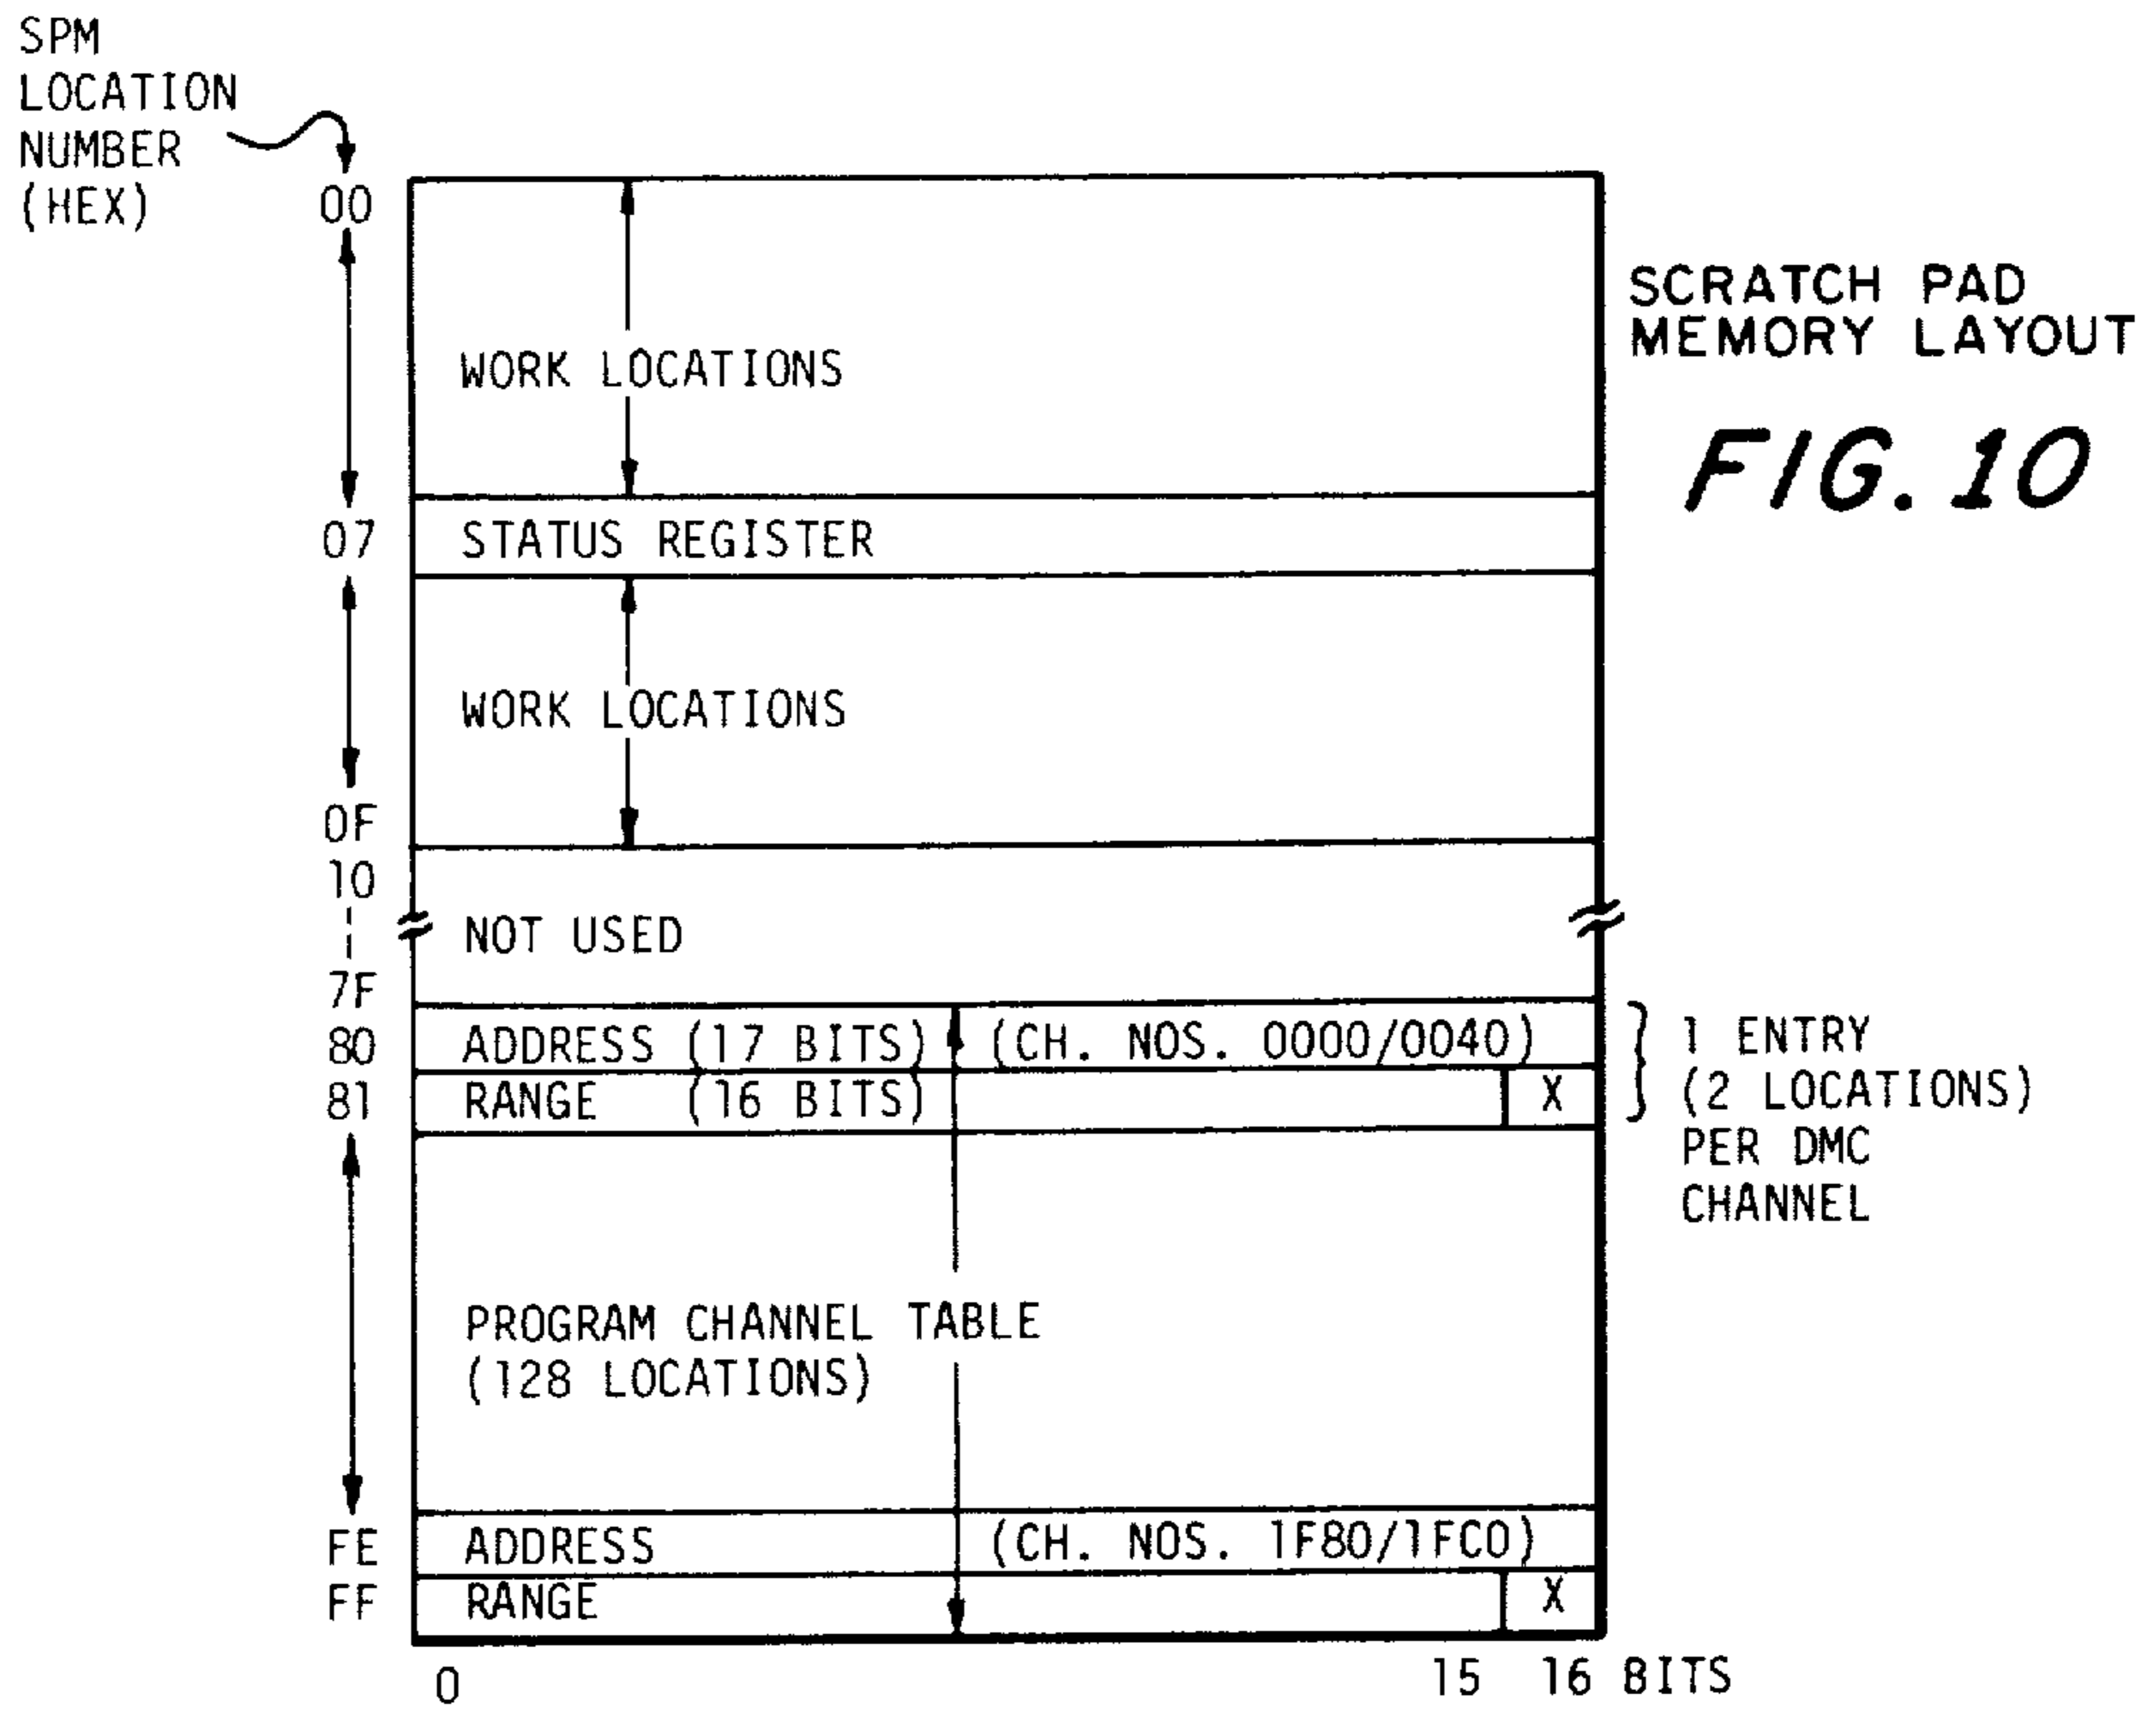 SPM
LOCATION
NUMBER
(HEX)
00
SCRATCH PAD
MEMORY LAYOUT
FIG. 10
WORK LOCATIONS
07 STATUS REGISTER
WORK LOCATIONS
0F
10
NOT USED
7F
80 ADDRESS (17 BITS) (CH. NOS. 0000/0040)
81 RANGE (16 BITS) X
1 ENTRY
(2 LOCATIONS)
PER DMC
CHANNEL
PROGRAM CHANNEL TABLE
(128 LOCATIONS)
FE ADDRESS (CH. NOS. 1F80/1FC0)
FF RANGE X
0 15 16 BITS